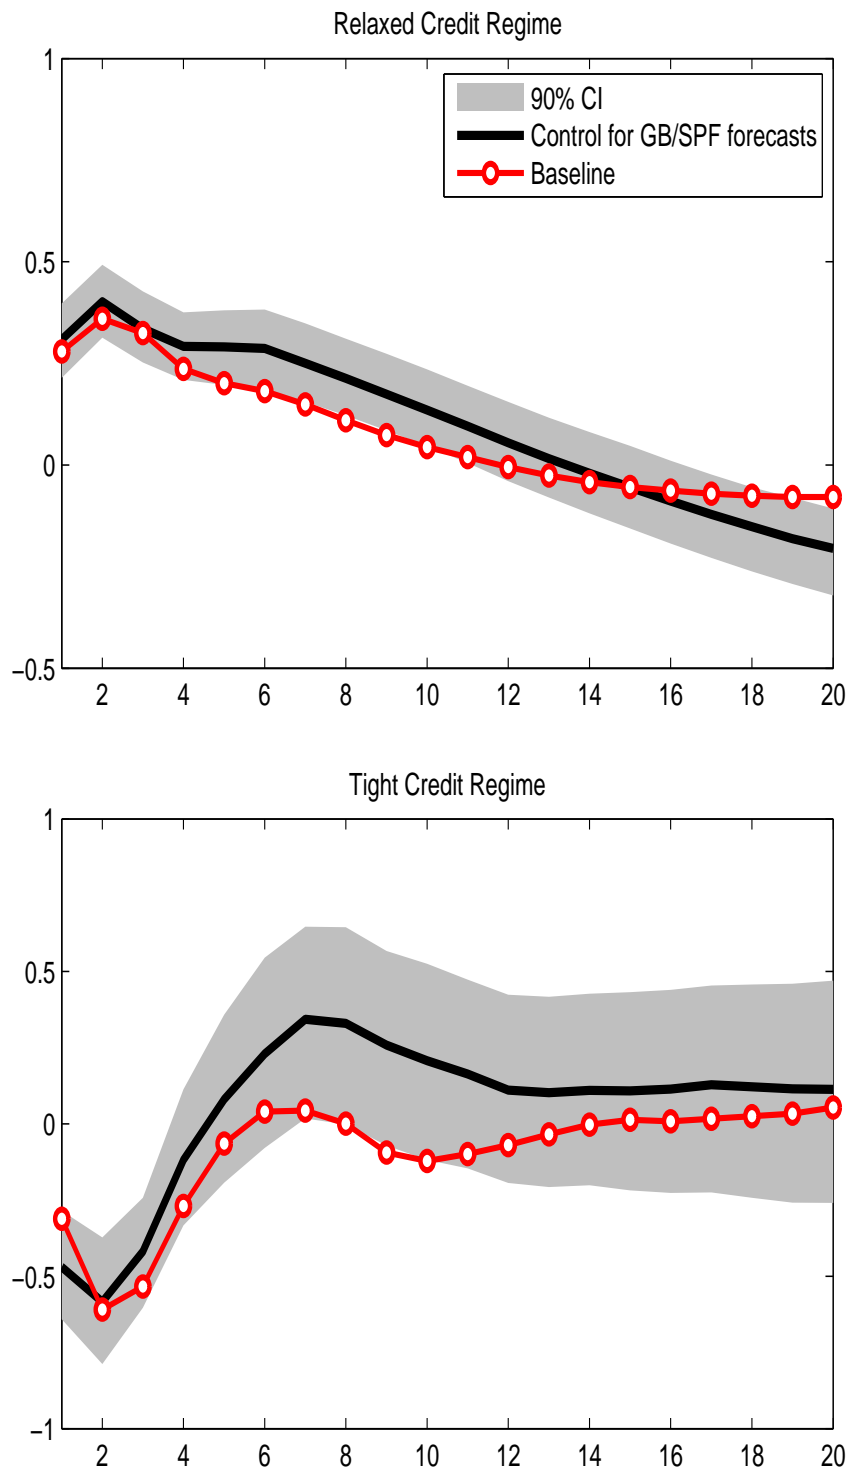 Relaxed Credit Regime
1
90% CI
Control for GB/SPF forecasts
Baseline
0.5
0
−0.5
2 4 6 8 10 12 14 16 18 20
Tight Credit Regime
1
0.5
0
−0.5
−1
2 4 6 8 10 12 14 16 18 20